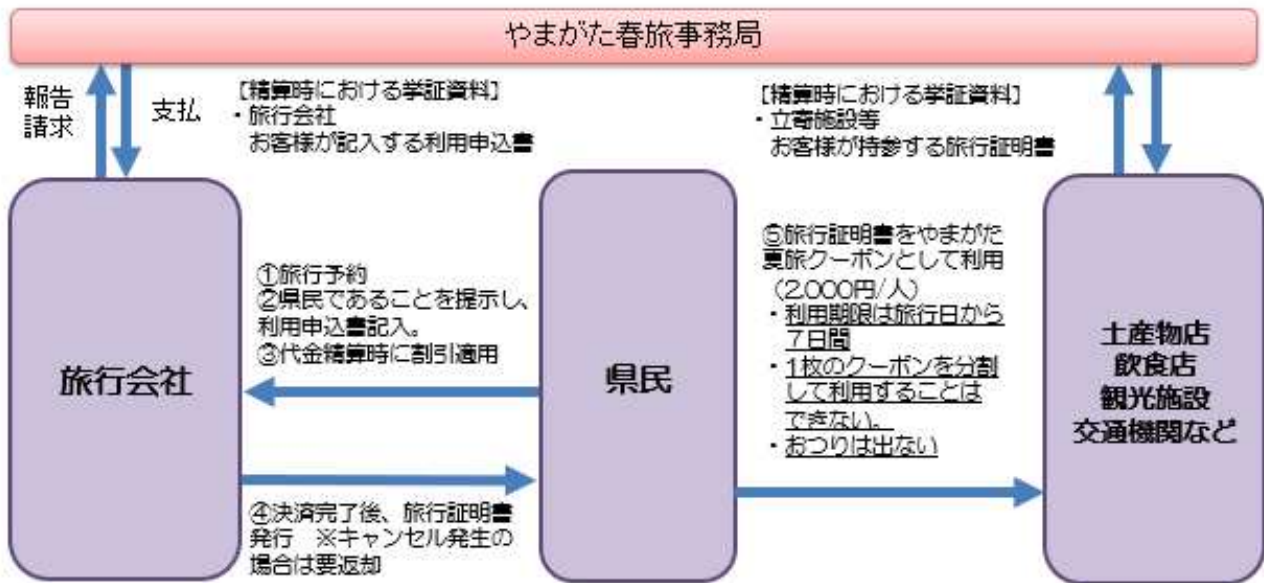 やまがた春旅事務局
報告
請求
支払
【精算時における挙証資料】
・旅行会社
お客様が記入する利用申込書
【精算時における挙証資料】
・立寄施設等
お客様が持参する旅行証明書
旅行会社
①旅行予約
②県民であることを提示し、
利用申込書記入。
③代金精算時に割引適用
④決済完了後、旅行証明書
発行　※キャンセル発生の
場合は要返却
県民
⑤旅行証明書をやまがた
夏旅クーポンとして利用
（2,000円/人）
・利用期限は旅行日から
７日間
・１枚のクーポンを分割
して利用することは
できない。
・おつりは出ない
土産物店
飲食店
観光施設
交通機関など